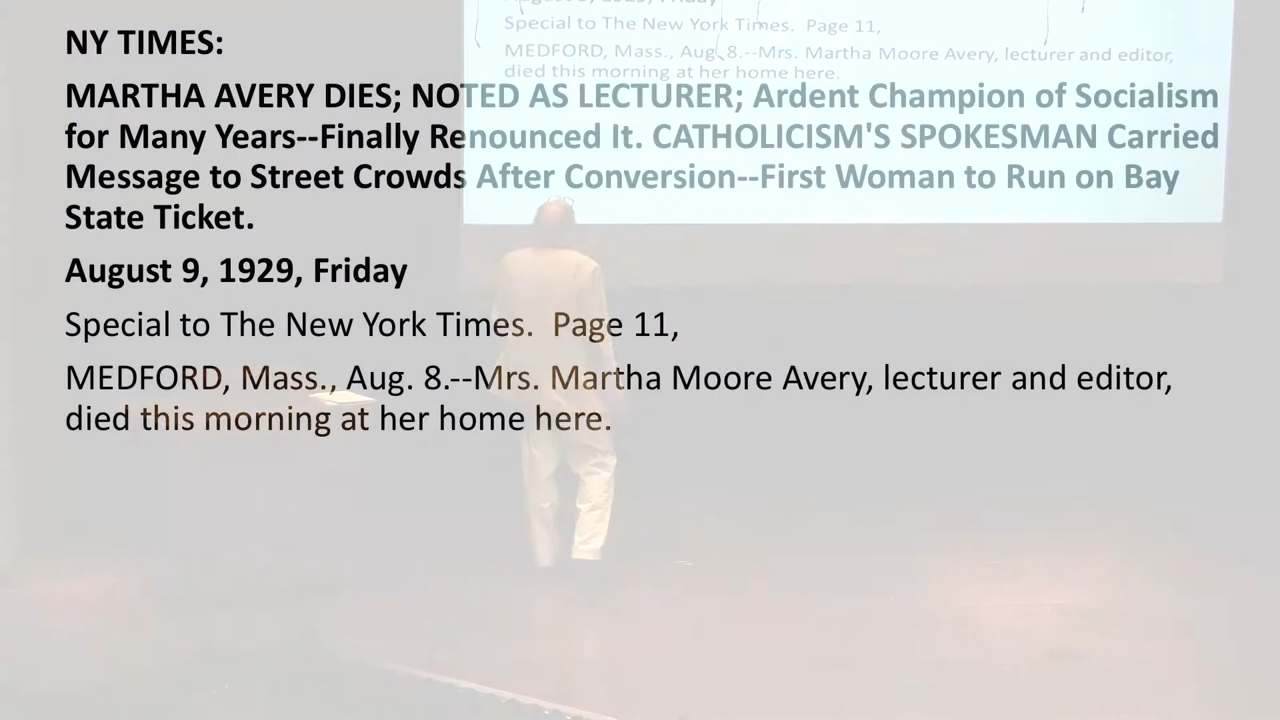 August 9, 1929, Friday
Special to The New York Times. Page 11,
MEDFORD, Mass., Aug. 8.--Mrs. Martha Moore Avery, lecturer and editor,
died this morning at her home here.
NY TIMES:
MARTHA AVERY DIES; NOTED AS LECTURER; Ardent Champion of Socialism
for Many Years--Finally Renounced It. CATHOLICISM'S SPOKESMAN Carried
Message to Street Crowds After Conversion--First Woman to Run on Bay
State Ticket.
August 9, 1929, Friday
Special to The New York Times.  Page 11,
MEDFORD, Mass., Aug. 8.--Mrs. Martha Moore Avery, lecturer and editor,
died this morning at her home here.